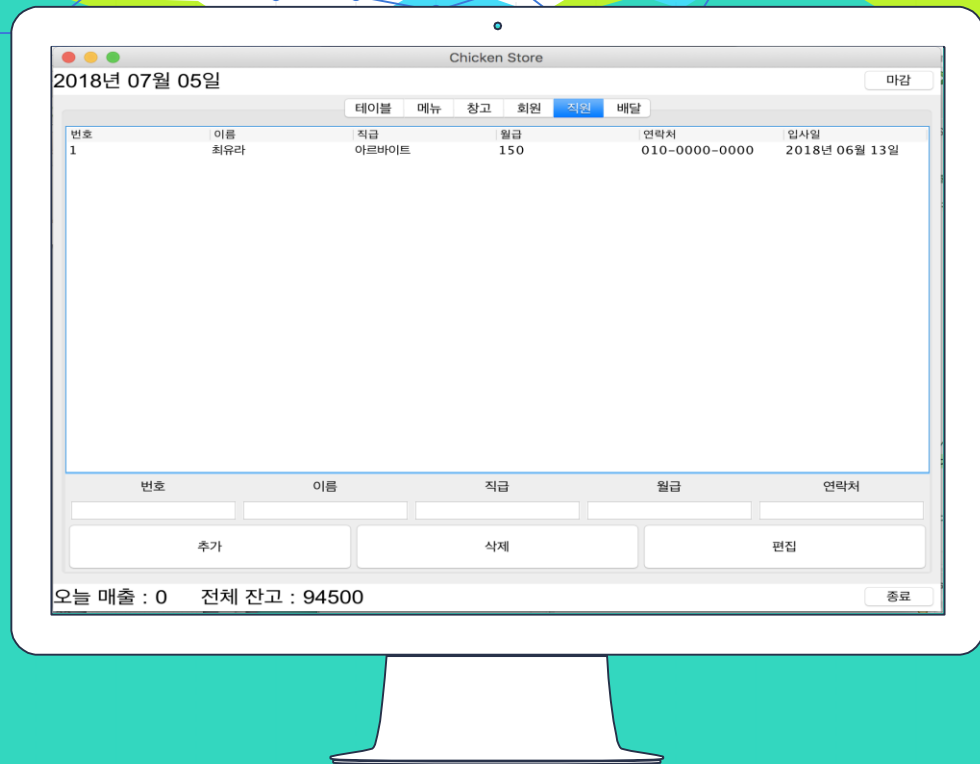 Chicken Store
2018년 07월 05일 마감
테이블 메뉴 창고 회원 직원 배달
번호 이름 직급 월급 연락처 입사일
1 최유라 아르바이트 150 010-0000-0000 2018년 06월 13일
번호 이름 직급 월급 연락처
추가 삭제 편집
오늘 매출 : 0 전체 잔고 : 94500 종료